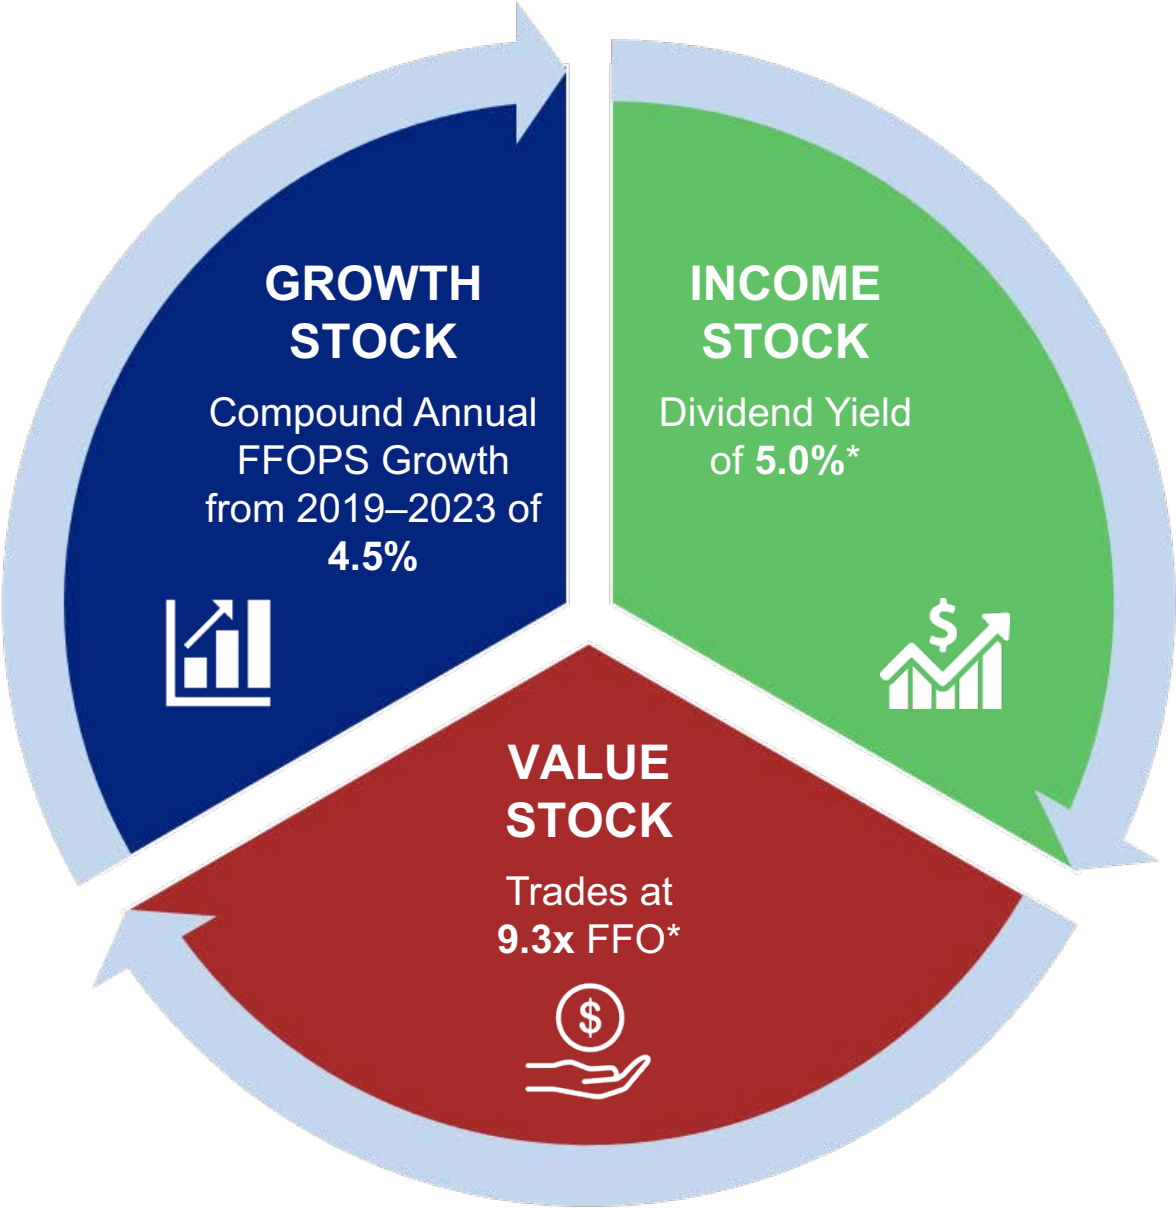 GROWTH
STOCK
Compound Annual
FFOPS Growth
from 2019–2023 of
4.5%
INCOME
STOCK
Dividend Yield
of 5.0%*
$
VALUE
STOCK
Trades at
9.3x FFO*
$